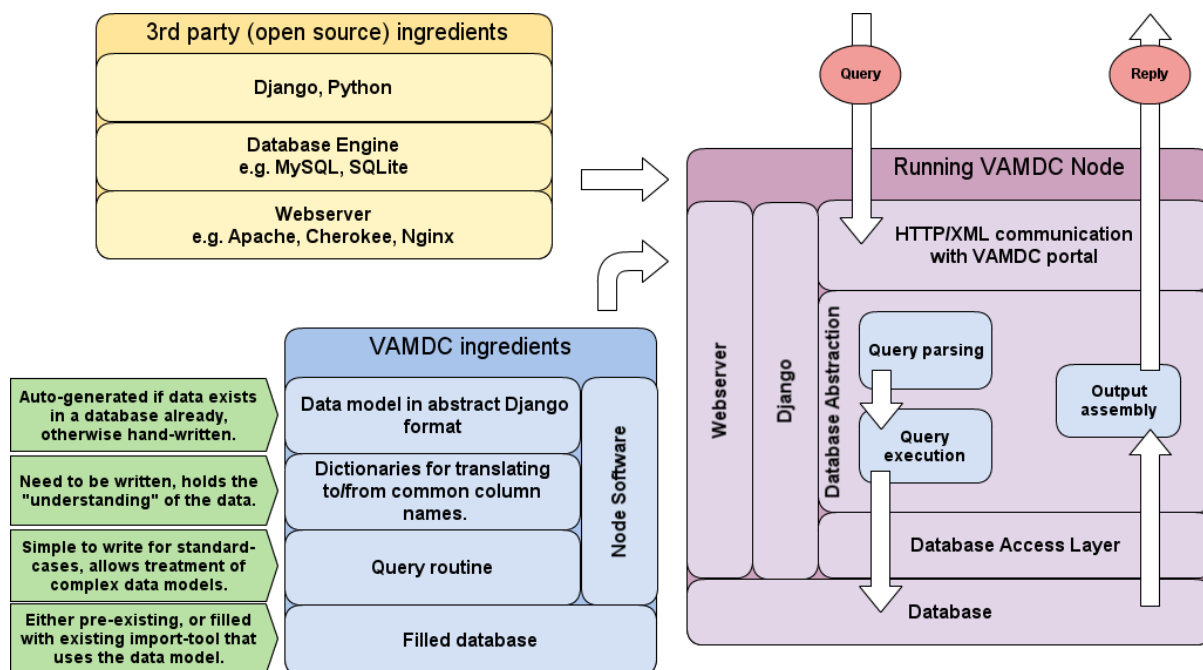 3rd party (open source) ingredients
Django, Python
Database Engine
e.g. MySQL, SQLite
Webserver
e.g. Apache, Cherokee, Nginx
VAMDC ingredients
Auto-generated if data exists
in a database already,
otherwise hand-written.
Data model in abstract Django
format
Need to be written, holds the
"understanding" of the data.
Dictionaries for translating
to/from common column
names.
Simple to write for standard-
cases, allows treatment of
complex data models.
Query routine
Either pre-existing, or filled
with existing import-tool that
uses the data model.
Filled database
Node Software
Query
Reply
Running VAMDC Node
Webserver
Django
HTTP/XML communication
with VAMDC portal
Database Abstraction
Query parsing
Query
execution
Output
assembly
Database Access Layer
Database